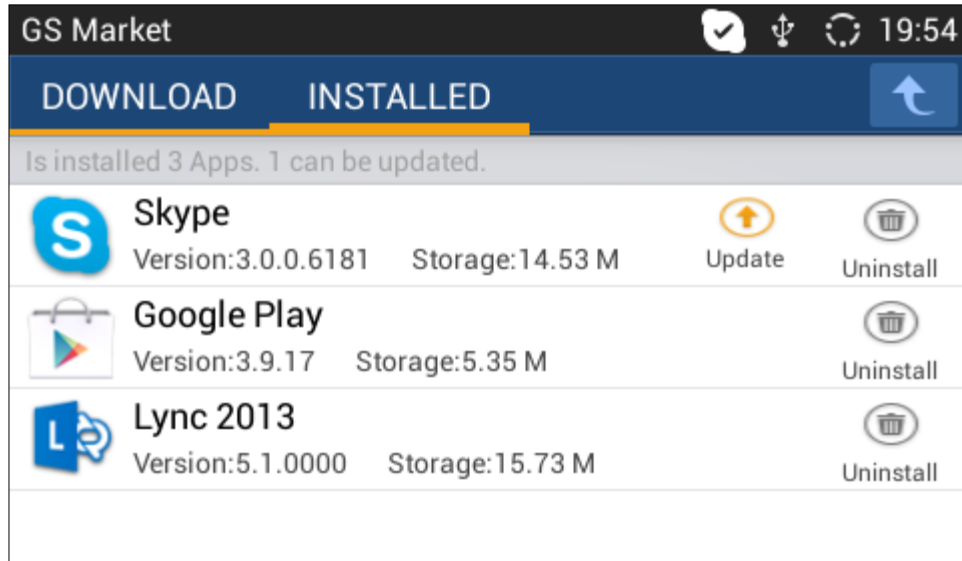 GS Market 19:54
DOWNLOAD INSTALLED
Is installed 3 Apps. 1 can be updated.
Skype
Version:3.0.0.6181 Storage:14.53 M Update Uninstall
Google Play
Version:3.9.17 Storage:5.35 M Uninstall
Lync 2013
Version:5.1.0000 Storage:15.73 M Uninstall